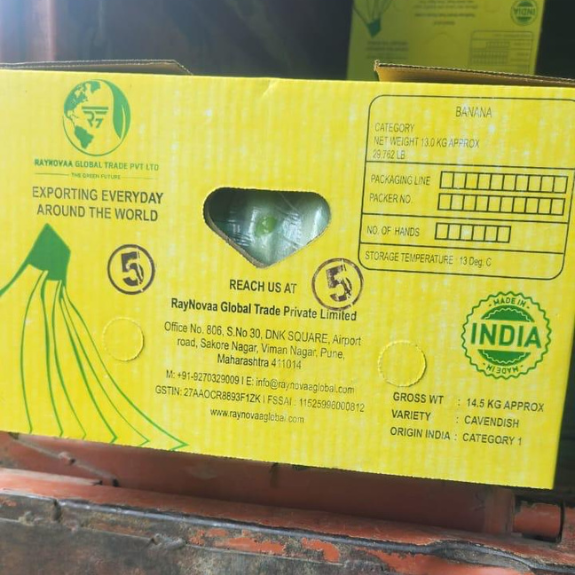 RAYNOVAA GLOBAL TRADE PVT LTD
THE GREEN FUTURE
EXPORTING EVERYDAY
AROUND THE WORLD
5
REACH US AT
5
RayNovaa Global Trade Private Limited
Office No. 806, S.No 30, DNK SQUARE, Airport
road, Sakore Nagar, Viman Nagar, Pune,
Maharashtra 411014
M: +91-9270329009 I E: info@raynovaaglobal.com
GSTIN: 27AAOCR8693F1ZK I FSSAI : 11525996000812
www.raynovaaglobal.com
BANANA
CATEGORY
NET WEIGHT 13.0 KG APPROX
29.762 LB
PACKAGING LINE
PACKER NO
NO. OF HANDS
STORAGE TEMPERATURE : 13 Deg. C
MADE IN
INDIA
MADE IN
GROSS WT : 14.5 KG APPROX
VARIETY : CAVENDISH
ORIGIN INDIA : CATEGORY 1